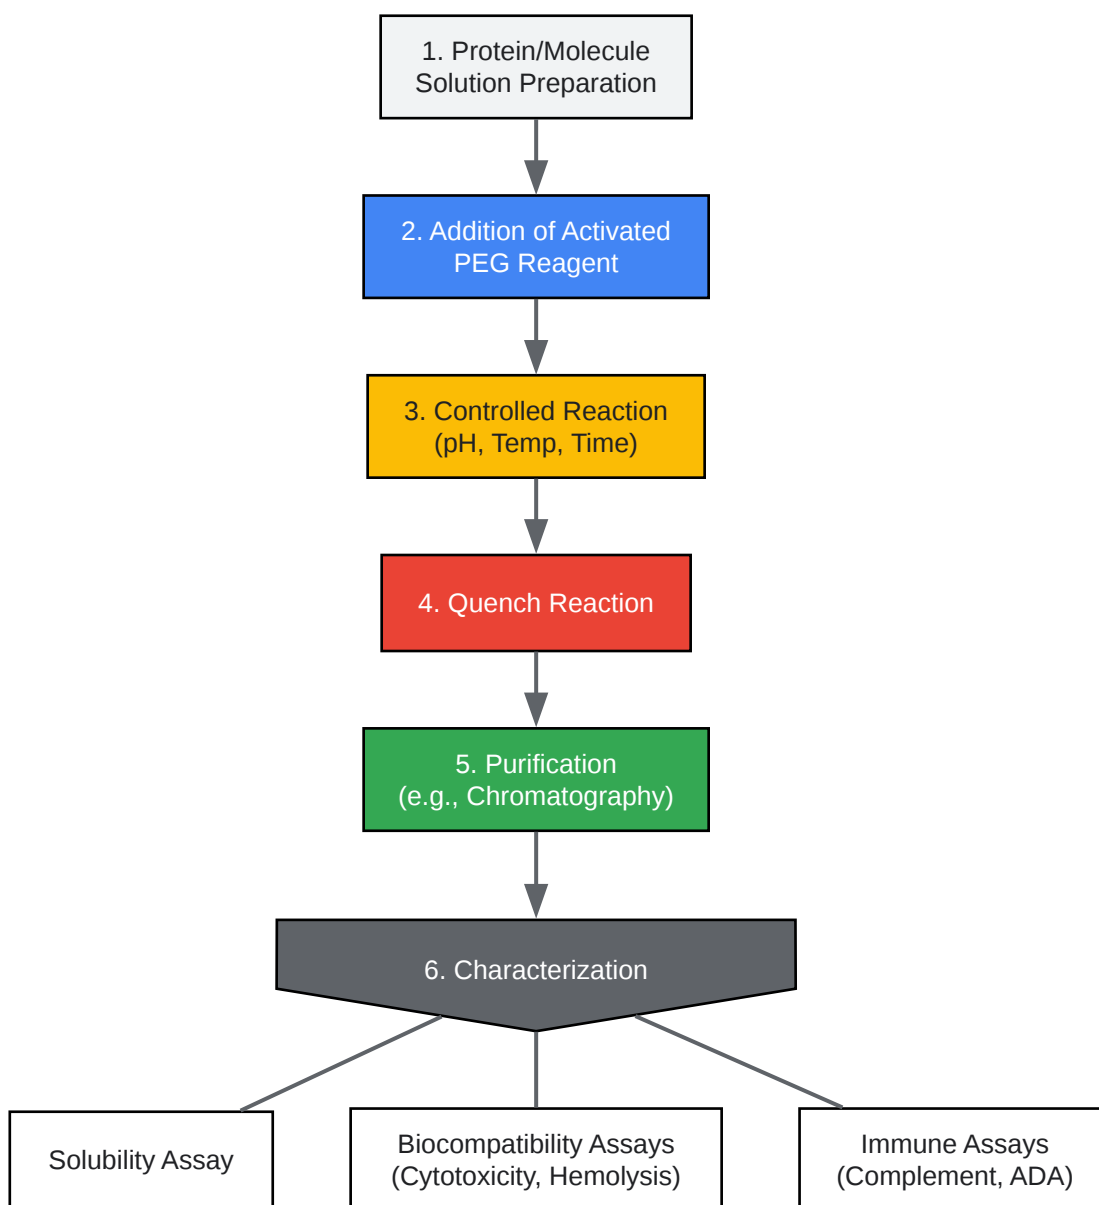 1. Protein/Molecule
Solution Preparation
2. Addition of Activated
PEG Reagent
3. Controlled Reaction
(pH, Temp, Time)
4. Quench Reaction
5. Purification
(e.g., Chromatography)
6. Characterization
Solubility Assay
Biocompatibility Assays
(Cytotoxicity, Hemolysis)
Immune Assays
(Complement, ADA)